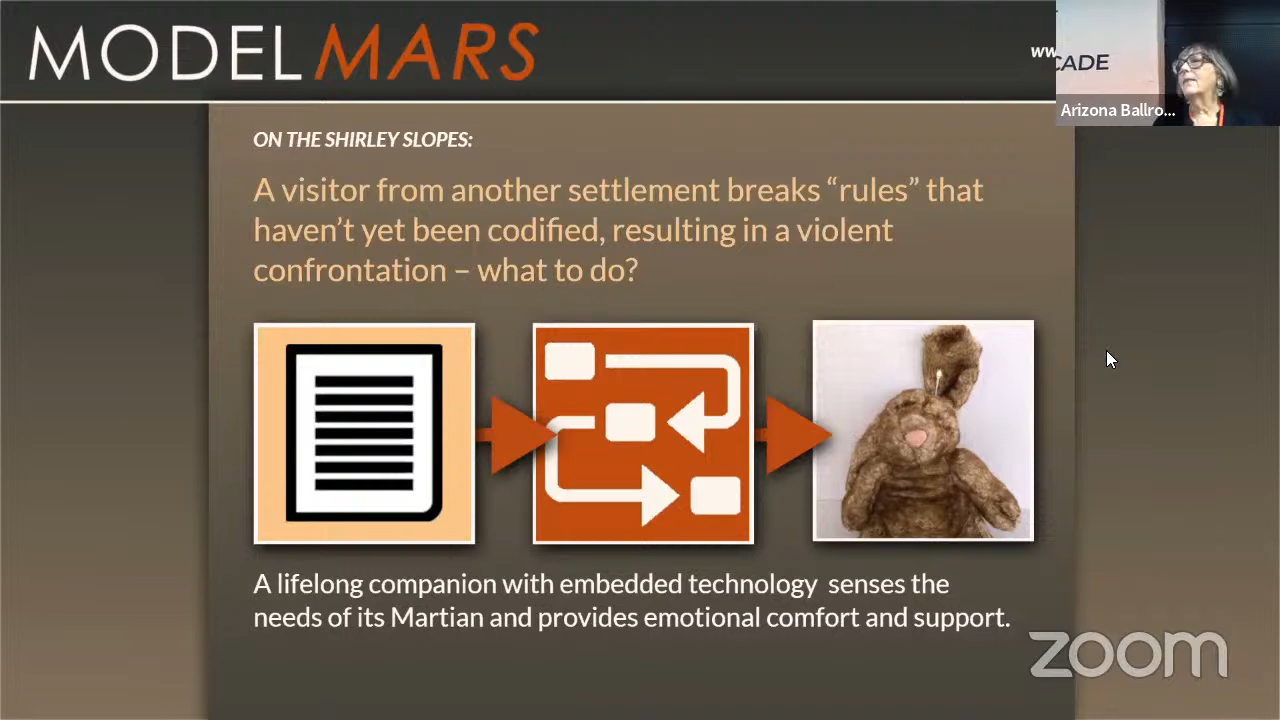 MODEL MARS
ww
CADE
Arizona Ballro...
ON THE SHIRLEY SLOPES:
A visitor from another settlement breaks “rules” that
haven’t yet been codified, resulting in a violent
confrontation – what to do?
A lifelong companion with embedded technology senses the
needs of its Martian and provides emotional comfort and support.
zoom